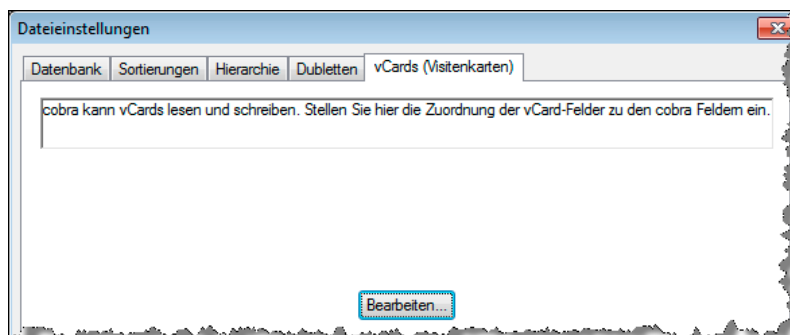 Dateieinstellungen
Datenbank Sortierungen Hierarchie Dubletten vCards (Visitenkarten)
cobra kann vCards lesen und schreiben. Stellen Sie hier die Zuordnung der vCard-Felder zu den cobra Feldern ein.
Bearbeiten...